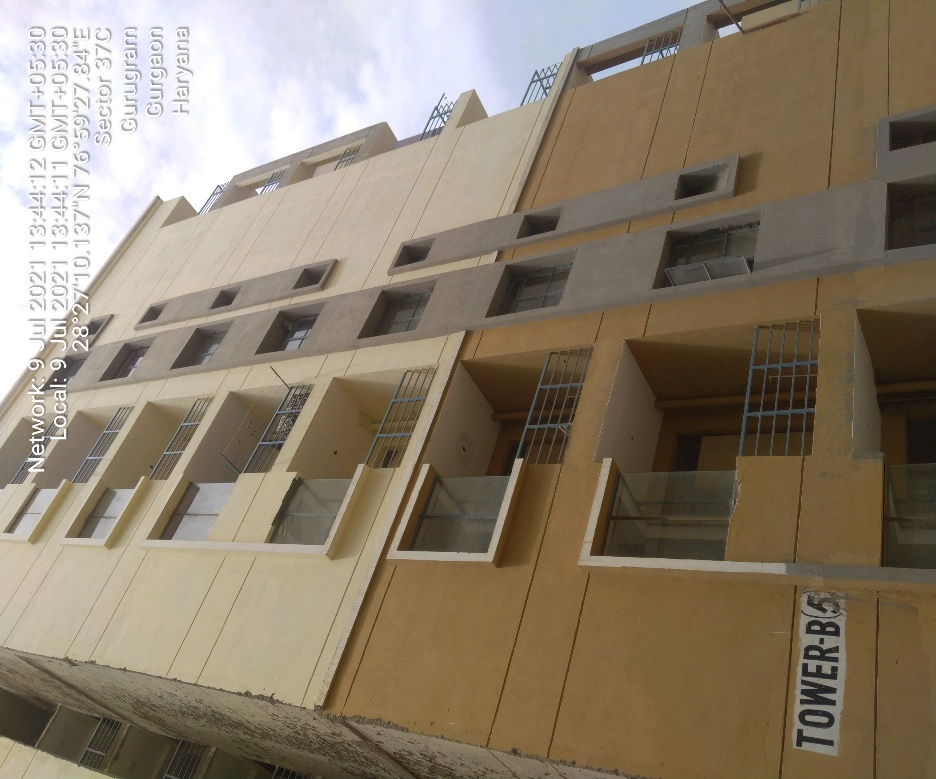 Network: 9 Jul 2021 13:44:12 GMT+05:30
Local: 9 Jul 2021 13:44:11 GMT+05:30
28°27'10.137"N 76°59'27.84"E
Sector 37C
Gurugram
Gurgaon
Haryana
TOWER-B(5)